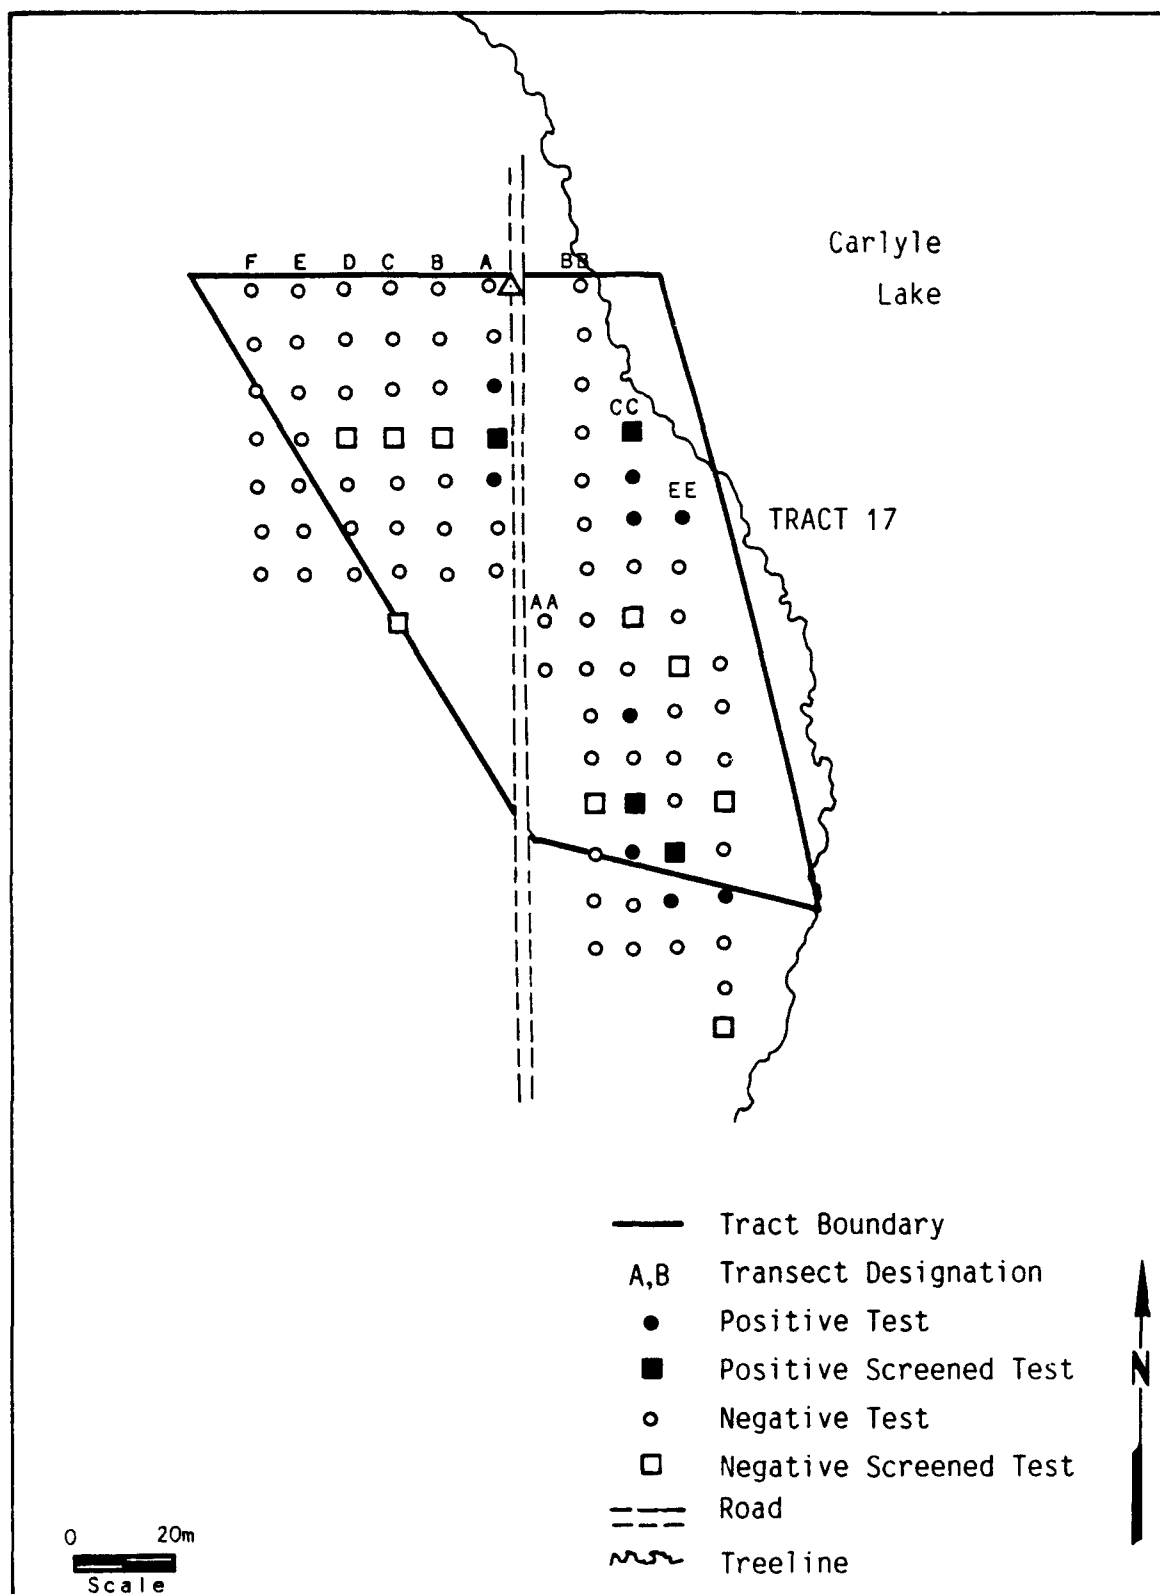 Carlyle
Lake
F E D C B A BB
CC
EE
TRACT 17
AA
Tract Boundary
A,B Transect Designation
Positive Test
Positive Screened Test
Negative Test
Negative Screened Test
Road
Treeline
N
0 20m
Scale